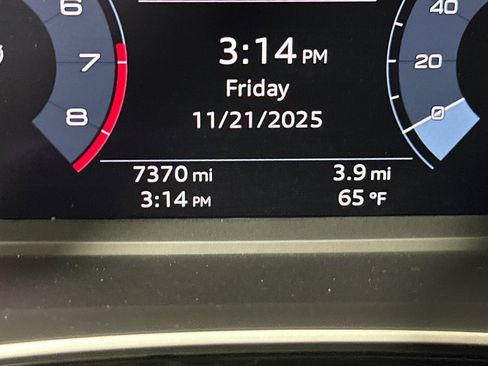 6
7
8
3:14 PM
Friday
11/21/2025
40
20
0
7370 mi
3.9 mi
3:14 PM
65 °F